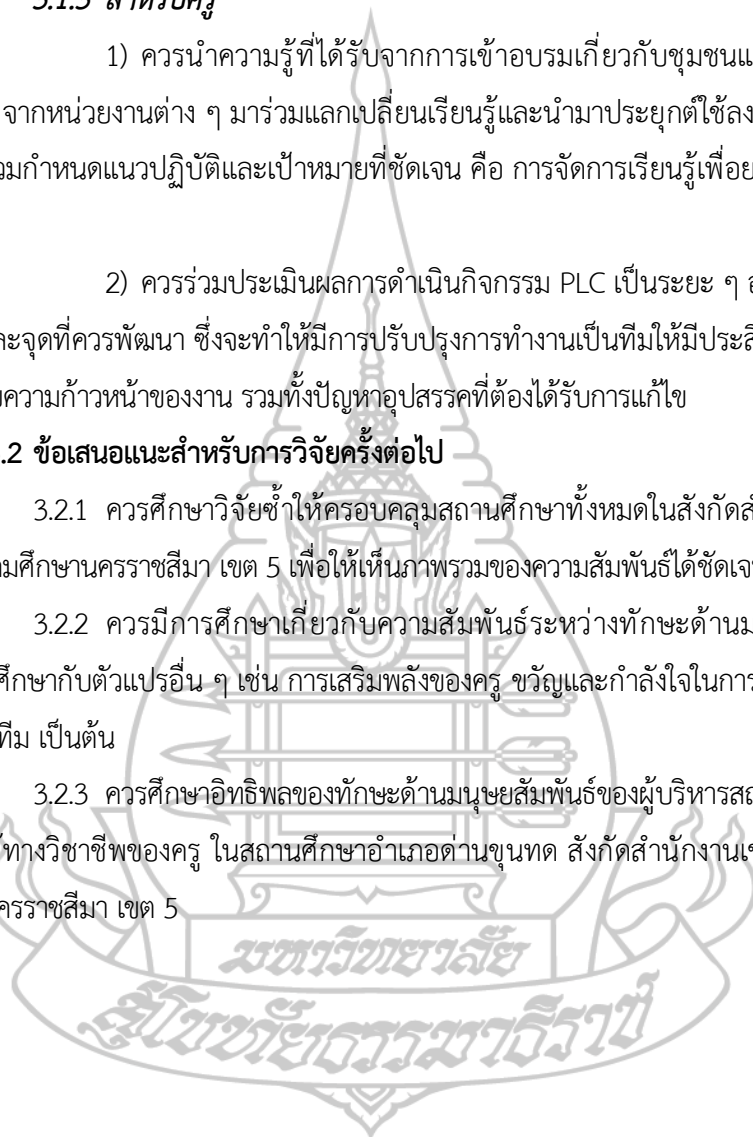 3.1.3 สำหรับครู
1) ควรนำความรู้ที่ได้รับจากการเข้าอบรมเกี่ยวกับชุมชนแ
จากหน่วยงานต่าง ๆ มาร่วมแลกเปลี่ยนเรียนรู้และนำมาประยุกต์ใช้ลง
วมกำหนดแนวปฏิบัติและเป้าหมายที่ชัดเจน คือ การจัดการเรียนรู้เพื่อย
2) ควรร่วมประเมินผลการดำเนินกิจกรรม PLC เป็นระยะ ๆ อ
ละจุดที่ควรพัฒนา ซึ่งจะทำให้มีการปรับปรุงการทำงานเป็นทีมให้มีประสิ
ความก้าวหน้าของงาน รวมทั้งปัญหาอุปสรรคที่ต้องได้รับการแก้ไข
.2 ข้อเสนอแนะสำหรับการวิจัยครั้งต่อไป
3.2.1 ควรศึกษาวิจัยซ้ำให้ครอบคลุมสถานศึกษาทั้งหมดในสังกัดสำ
มศึกษานครราชสีมา เขต 5 เพื่อให้เห็นภาพรวมของความสัมพันธ์ได้ชัดเจ
3.2.2 ควรมีการศึกษาเกี่ยวกับความสัมพันธ์ระหว่างทักษะด้านม
ศึกษากับตัวแปรอื่น ๆ เช่น การเสริมพลังของครู ขวัญและกำลังใจในการ
ทีม เป็นต้น
3.2.3 ควรศึกษาอิทธิพลของทักษะด้านมนุษยสัมพันธ์ของผู้บริหารสถ
ทางวิชาชีพของครู ในสถานศึกษาอำเภอด่านขุนทด สังกัดสำนักงานเข
ครราชสีมา เขต 5
มหาวิทยาลัย
สุโขทัยธรรมาธิราช